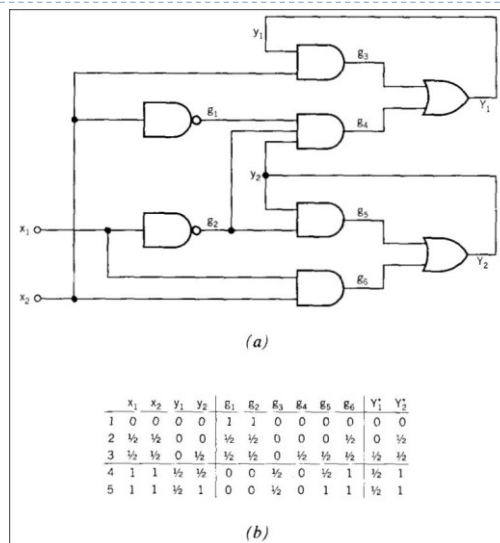 y1
g3
Y1
g1
g4
y2
g2
g5
x1
Y2
g6
x2
(a)
x1 x2 y1 y2 g1 g2 g3 g4 g5 g6 Y1* Y2*
1 0 0 0 0 1 1 0 0 0 0 0 0
2 ½ ½ 0 0 ½ ½ 0 0 0 ½ 0 ½
3 ½ ½ 0 ½ ½ ½ 0 ½ ½ ½ ½ ½
4 1 1 ½ ½ 0 0 ½ 0 ½ 1 ½ 1
5 1 1 ½ 1 0 0 ½ 0 1 1 ½ 1
(b)